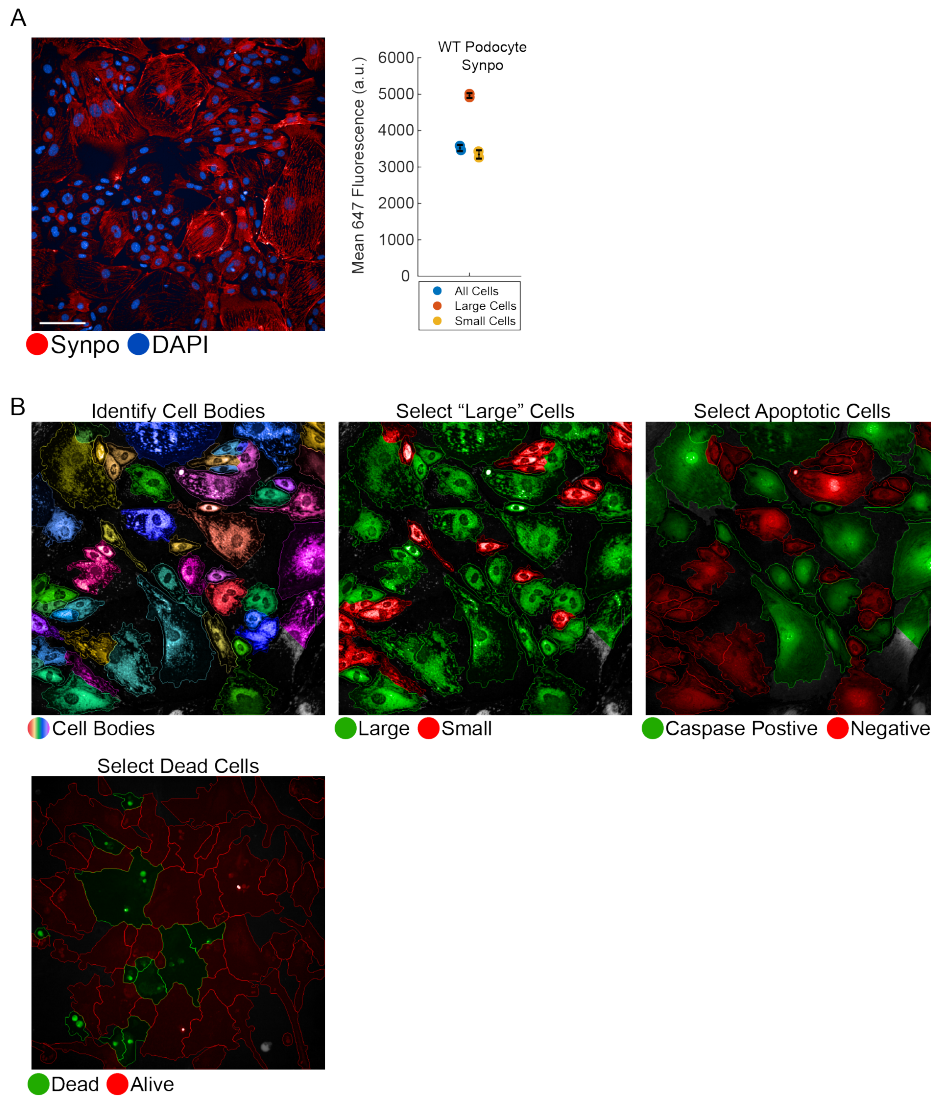 A
WT Podocyte
Synpo
Mean 647 Fluorescence (a.u.)
6000
5000
4000
3000
2000
1000
0
All Cells
Large Cells
Small Cells
Synpo DAPI
B
Identify Cell Bodies
Select “Large” Cells
Select Apoptotic Cells
Cell Bodies
Large Small
Caspase Postive Negative
Select Dead Cells
Dead Alive